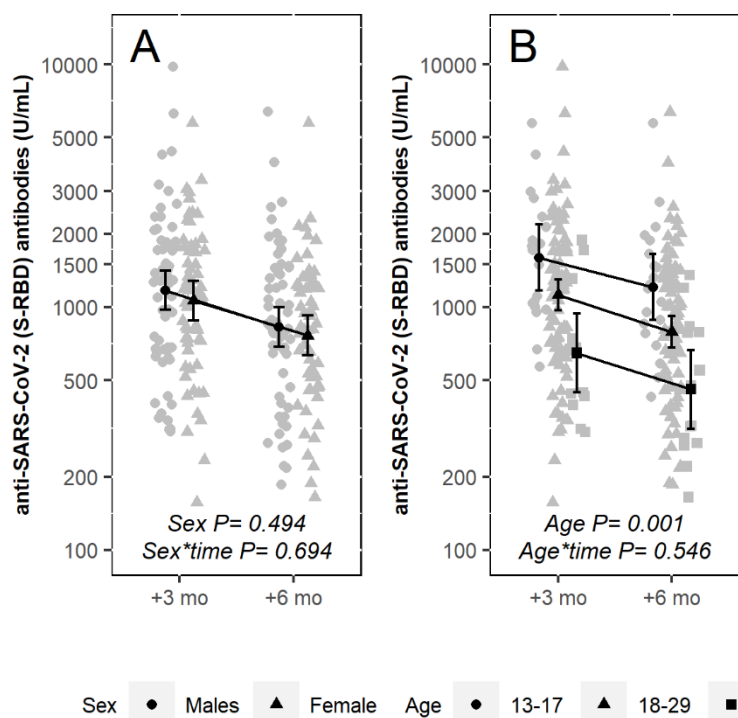 A
anti-SARS-CoV-2 (S-RBD) antibodies (U/mL)
10000
5000
3000
2000
1500
1000
500
200
100
Sex P= 0.494
Sex*time P= 0.694
+3 mo
+6 mo
B
anti-SARS-CoV-2 (S-RBD) antibodies (U/mL)
10000
5000
3000
2000
1500
1000
500
200
100
Age P= 0.001
Age*time P= 0.546
+3 mo
+6 mo
Sex Males Female Age 13-17 18-29